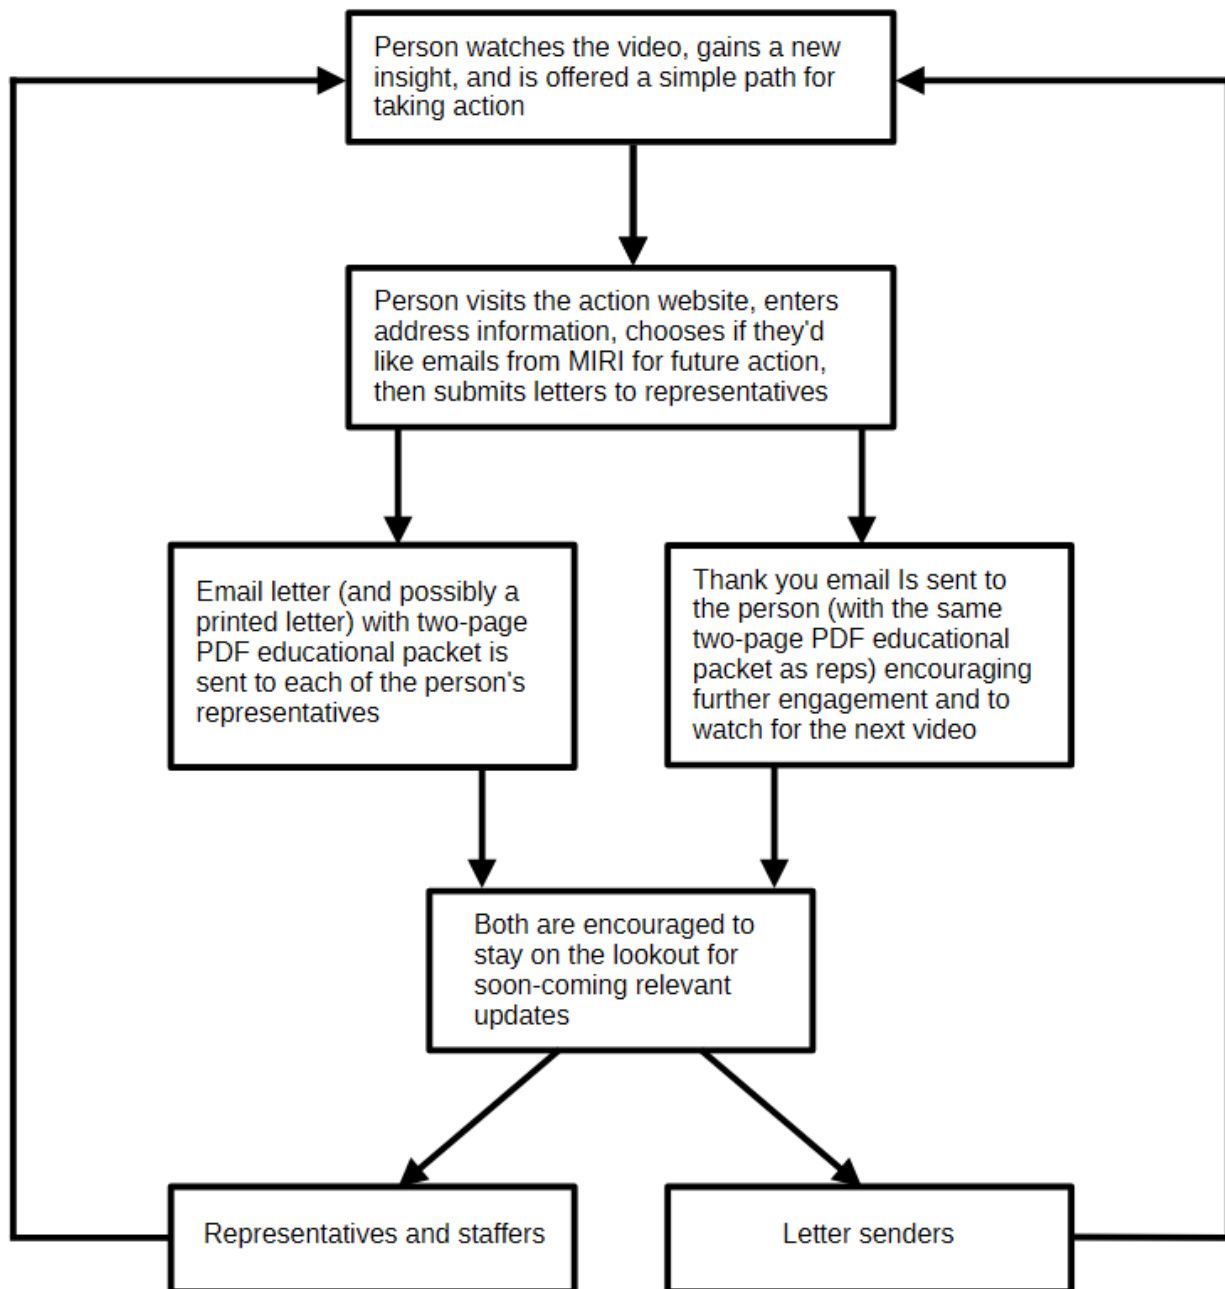 Person watches the video, gains a new
insight, and is offered a simple path for
taking action
Person visits the action website, enters
address information, chooses if they'd
like emails from MIRI for future action,
then submits letters to representatives
Email letter (and possibly a
printed letter) with two-page
PDF educational packet is
sent to each of the person's
representatives
Thank you email Is sent to
the person (with the same
two-page PDF educational
packet as reps) encouraging
further engagement and to
watch for the next video
Both are encouraged to
stay on the lookout for
soon-coming relevant
updates
Representatives and staffers
Letter senders